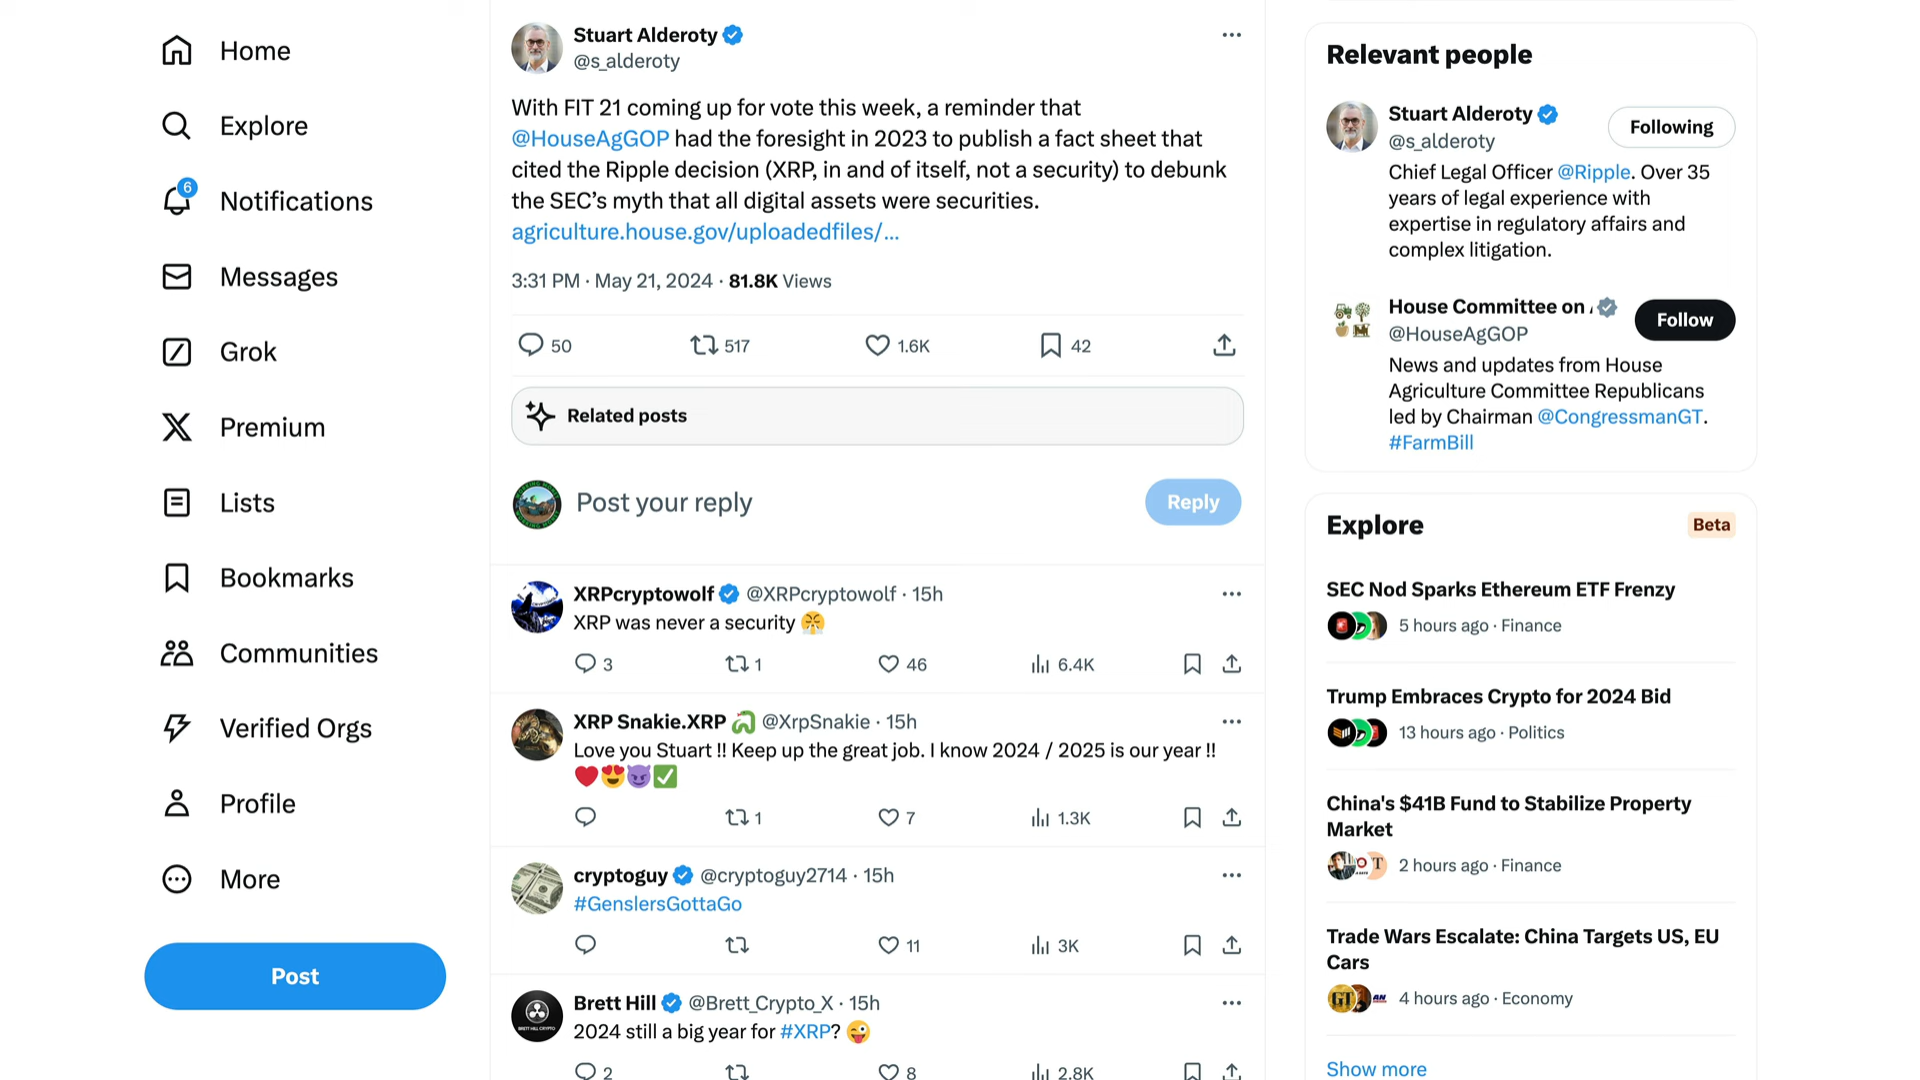 Home
Explore
6
Notifications
Messages
Grok
Premium
Lists
Bookmarks
Communities
Verified Orgs
Profile
More
Post
Stuart Alderoty
@s_alderoty
With FIT 21 coming up for vote this week, a reminder that
@HouseAgGOP had the foresight in 2023 to publish a fact sheet that
cited the Ripple decision (XRP, in and of itself, not a security) to debunk
the SEC’s myth that all digital assets were securities.
agriculture.house.gov/uploadedfiles/...
3:31 PM · May 21, 2024 · 81.8K Views
50 517 1.6K 42
Related posts
Post your reply
Reply
XRPcryptowolf @XRPcryptowolf · 15h
XRP was never a security 😤
3 1 46 6.4K
XRP Snakie.XRP 🐍 @XrpSnakie · 15h
Love you Stuart !! Keep up the great job. I know 2024 / 2025 is our year !!
❤️😍😈✅
1 7 1.3K
cryptoguy @cryptoguy2714 · 15h
#GenslersGottaGo
11 3K
Brett Hill @Brett_Crypto_X · 15h
2024 still a big year for #XRP? 😜
2 8 2.8K
Relevant people
Stuart Alderoty
@s_alderoty
Following
Chief Legal Officer @Ripple. Over 35
years of legal experience with
expertise in regulatory affairs and
complex litigation.
House Committee on
@HouseAgGOP
Follow
News and updates from House
Agriculture Committee Republicans
led by Chairman @CongressmanGT.
#FarmBill
Explore
Beta
SEC Nod Sparks Ethereum ETF Frenzy
5 hours ago · Finance
Trump Embraces Crypto for 2024 Bid
13 hours ago · Politics
China's $41B Fund to Stabilize Property
Market
2 hours ago · Finance
Trade Wars Escalate: China Targets US, EU
Cars
4 hours ago · Economy
Show more